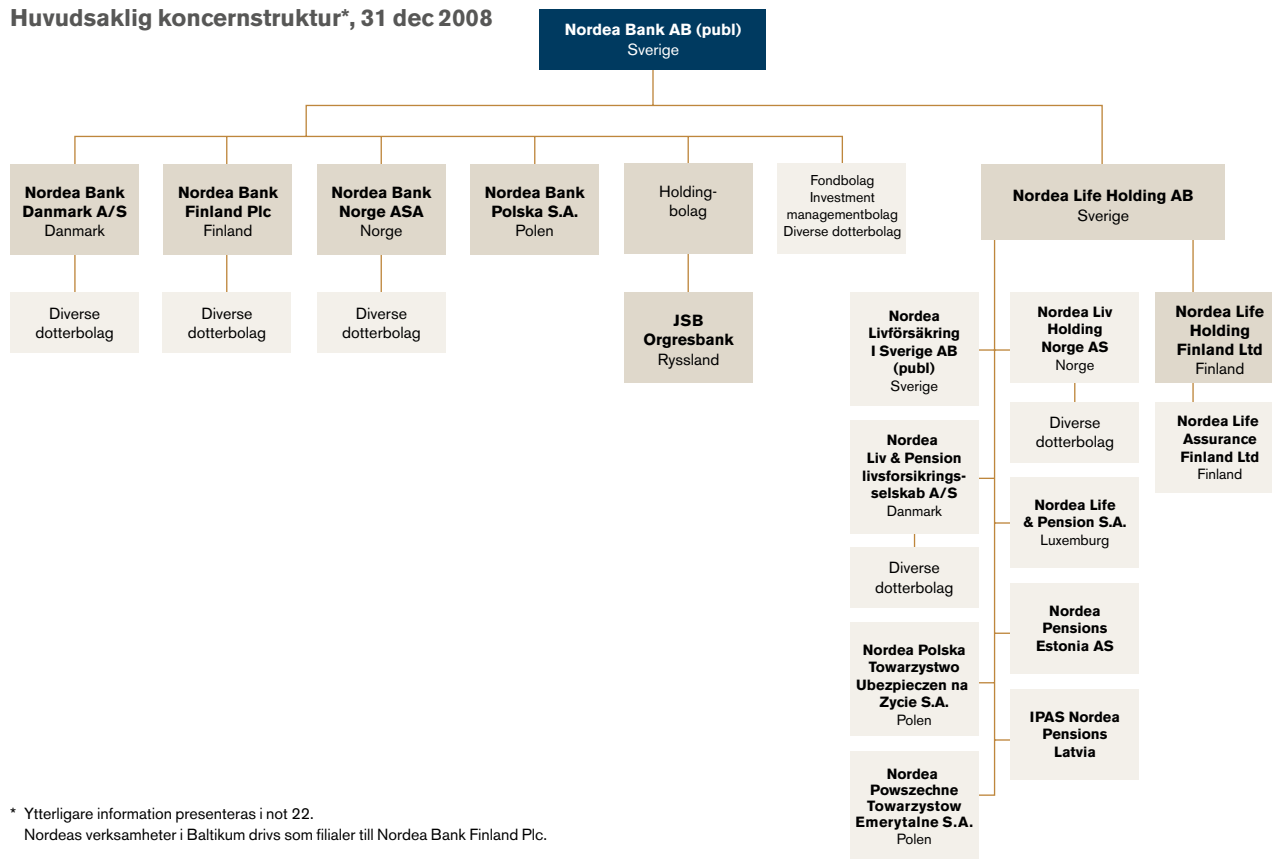 Huvudsaklig koncernstruktur*, 31 dec 2008
Nordea Bank AB (publ)
Sverige
Nordea Bank
Danmark A/S
Danmark
Nordea Bank
Finland Plc
Finland
Nordea Bank
Norge ASA
Norge
Nordea Bank
Polska S.A.
Polen
Holding-
bolag
Fondbolag
Investment
managementbolag
Diverse dotterbolag
Nordea Life Holding AB
Sverige
Diverse
dotterbolag
Diverse
dotterbolag
Diverse
dotterbolag
JSB
Orgresbank
Ryssland
Nordea
Livförsäkring
I Sverige AB
(publ)
Sverige
Nordea Liv
Holding
Norge AS
Norge
Nordea Life
Holding
Finland Ltd
Finland
Nordea
Liv & Pension
livsforsikrings-
selskab A/S
Danmark
Diverse
dotterbolag
Nordea Life
Assurance
Finland Ltd
Finland
Nordea Life
& Pension S.A.
Luxemburg
Diverse
dotterbolag
Nordea
Pensions
Estonia AS
Nordea Polska
Towarzystwo
Ubezpieczen na
Zycie S.A.
Polen
IPAS Nordea
Pensions
Latvia
Nordea
Powszechne
Towarzystow
Emerytalne S.A.
Polen
* Ytterligare information presenteras i not 22.
Nordeas verksamheter i Baltikum drivs som filialer till Nordea Bank Finland Plc.